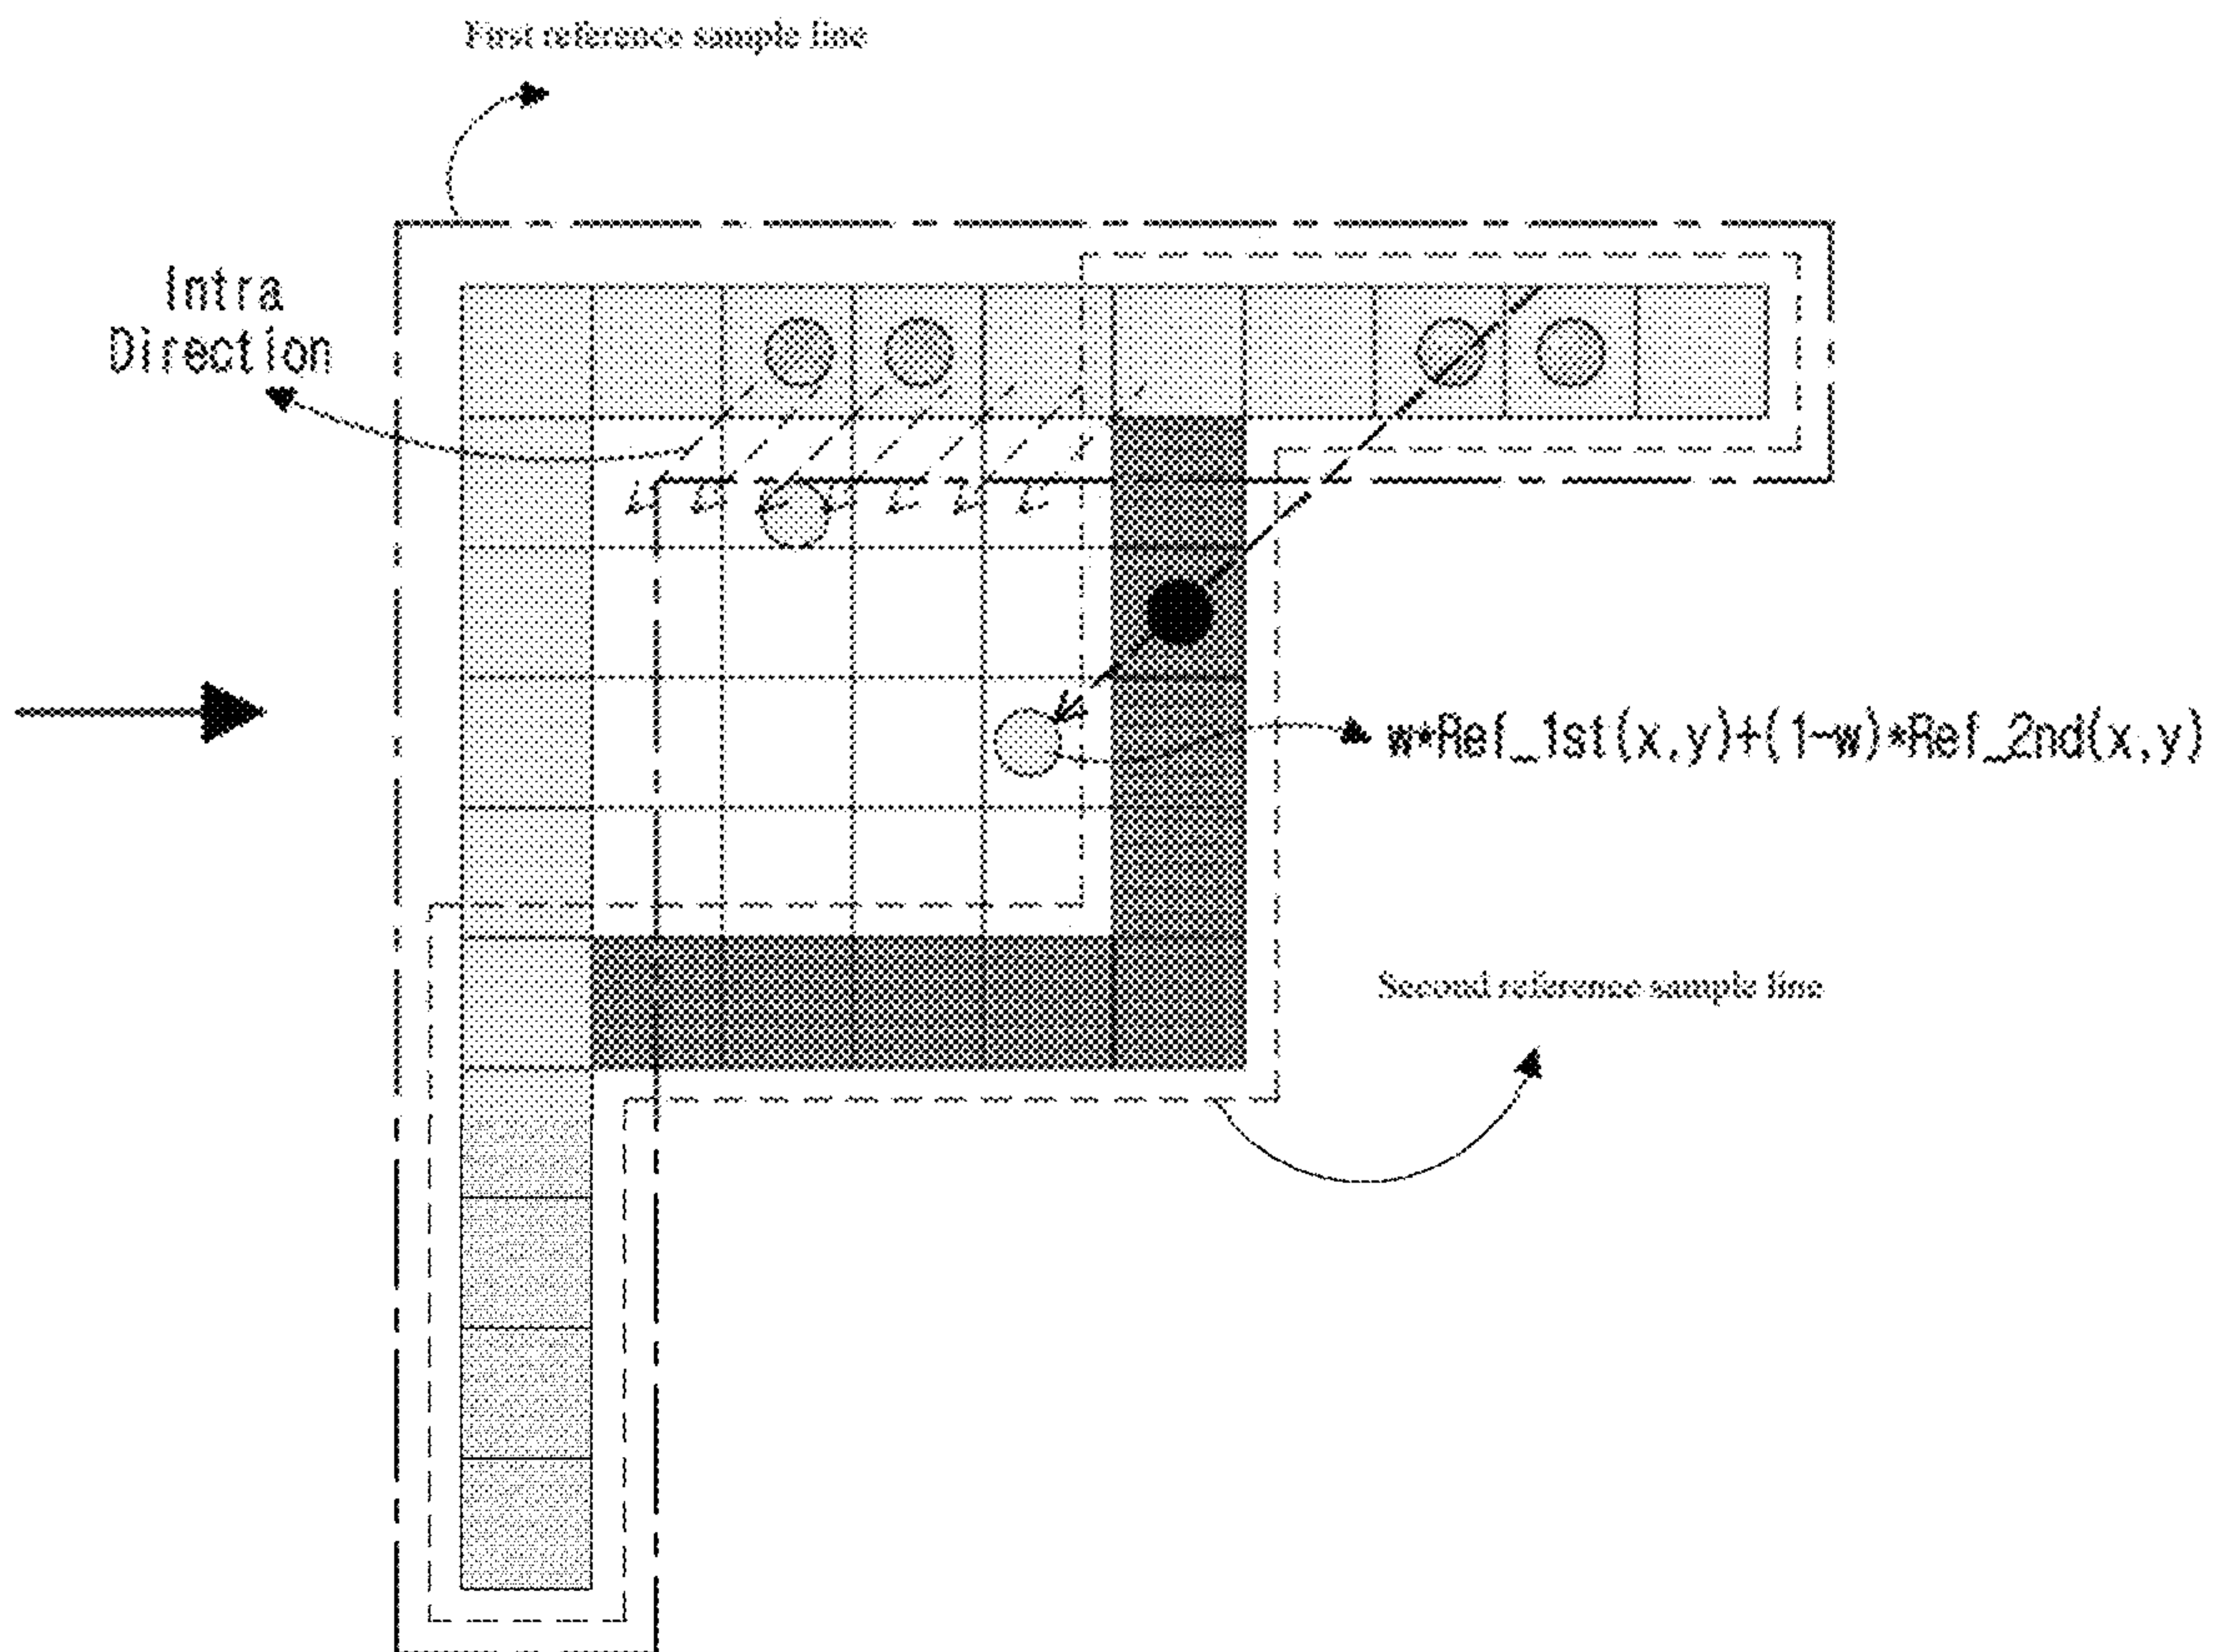 First reference sample line
Intra
Direction
w*Ref_1st(x,y)+(1-w)*Ref_2nd(x,y)
Second reference sample line